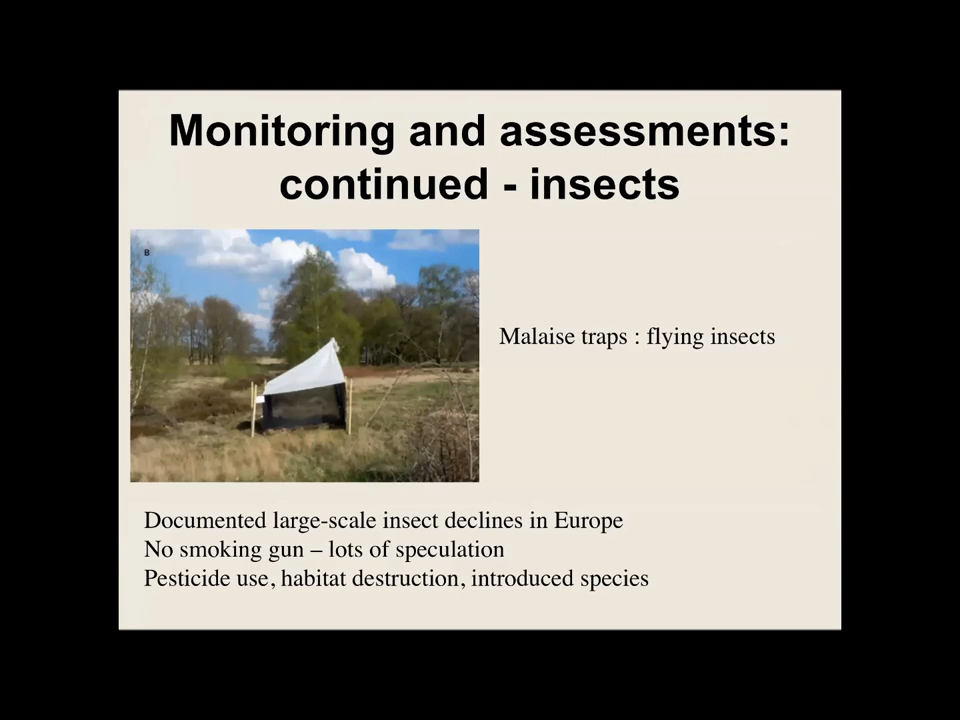 Monitoring and assessments:
continued - insects
B
Malaise traps : flying insects
Documented large-scale insect declines in Europe
No smoking gun – lots of speculation
Pesticide use, habitat destruction, introduced species